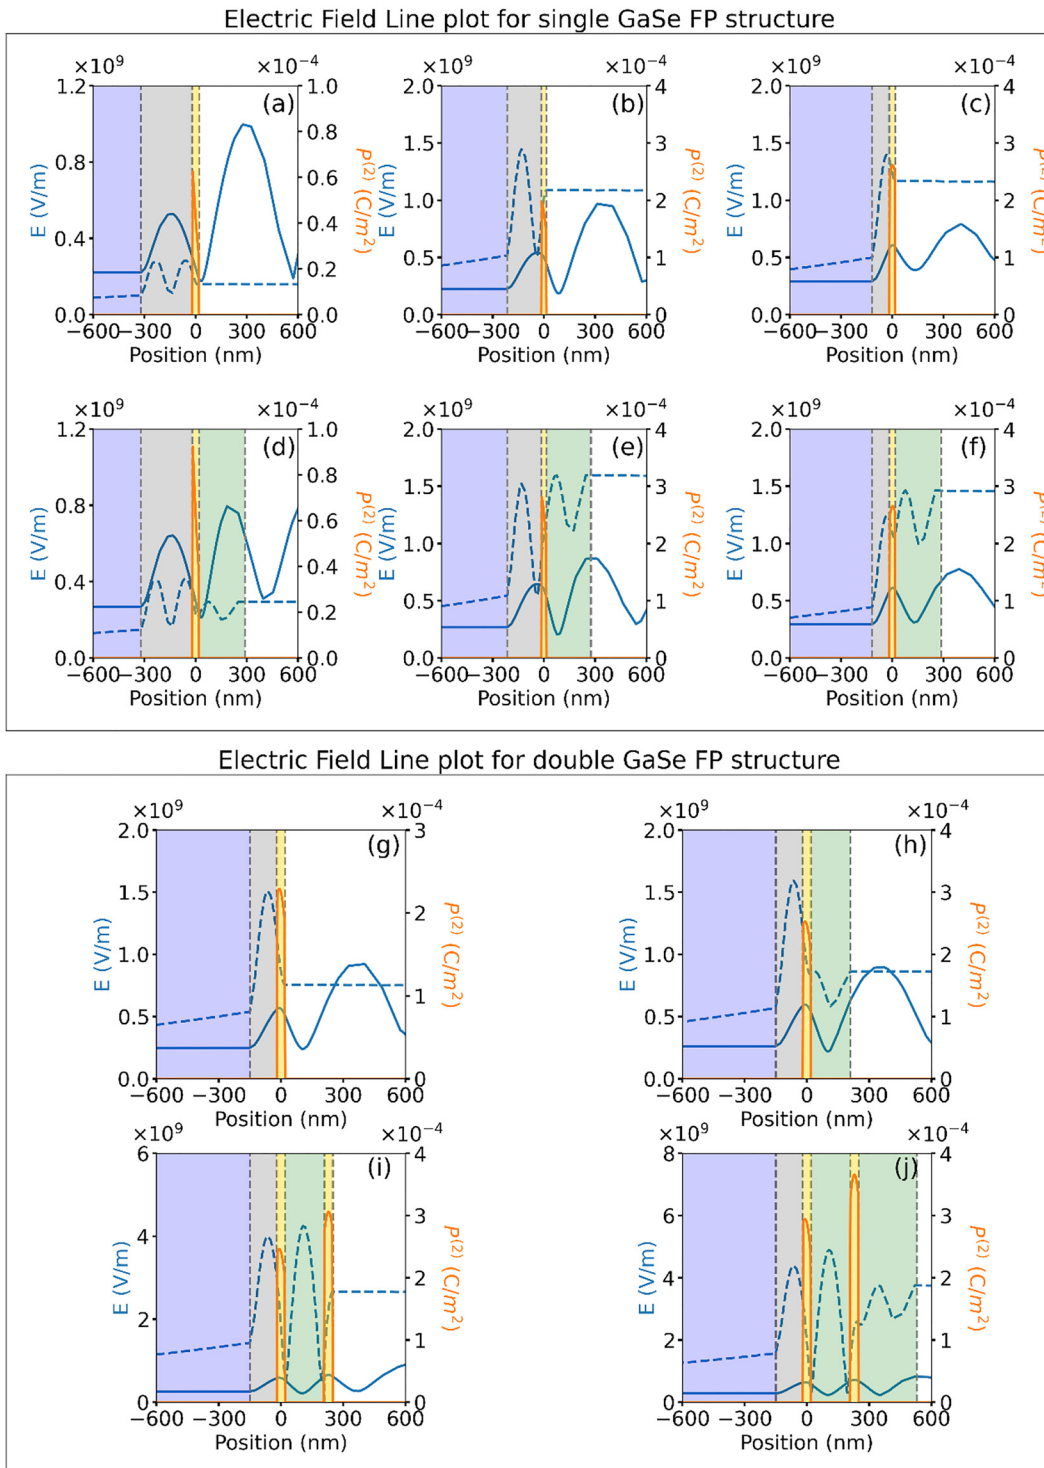 Electric Field Line plot for single GaSe FP structure
×10⁹ ×10⁻⁴ ×10⁹ ×10⁻⁴ ×10⁹ ×10⁻⁴
(a) (b) (c)
1.2 0.8 0.4 0.0
E (V/m)
1.0 0.8 0.6 0.4 0.2 0.0
P⁽²⁾ (C/m²)
2.0 1.5 1.0 0.5 0.0
E (V/m)
4 3 2 1 0
P⁽²⁾ (C/m²)
2.0 1.5 1.0 0.5 0.0
E (V/m)
4 3 2 1 0
P⁽²⁾ (C/m²)
−600 −300 0 300 600 −600 −300 0 300 600 −600 −300 0 300 600
Position (nm) Position (nm) Position (nm)
×10⁹ ×10⁻⁴ ×10⁹ ×10⁻⁴ ×10⁹ ×10⁻⁴
(d) (e) (f)
1.2 0.8 0.4 0.0
E (V/m)
1.0 0.8 0.6 0.4 0.2 0.0
P⁽²⁾ (C/m²)
2.0 1.5 1.0 0.5 0.0
E (V/m)
4 3 2 1 0
P⁽²⁾ (C/m²)
2.0 1.5 1.0 0.5 0.0
E (V/m)
4 3 2 1 0
P⁽²⁾ (C/m²)
−600 −300 0 300 600 −600 −300 0 300 600 −600 −300 0 300 600
Position (nm) Position (nm) Position (nm)
Electric Field Line plot for double GaSe FP structure
×10⁹ ×10⁻⁴ ×10⁹ ×10⁻⁴
(g) (h)
2.0 1.5 1.0 0.5 0.0
E (V/m)
3 2 1 0
P⁽²⁾ (C/m²)
2.0 1.5 1.0 0.5 0.0
E (V/m)
4 3 2 1 0
P⁽²⁾ (C/m²)
−600 −300 0 300 600 −600 −300 0 300 600
Position (nm) Position (nm)
×10⁹ ×10⁻⁴ ×10⁹ ×10⁻⁴
(i) (j)
6 4 2 0
E (V/m)
4 3 2 1 0
P⁽²⁾ (C/m²)
8 6 4 2 0
E (V/m)
4 3 2 1 0
P⁽²⁾ (C/m²)
−600 −300 0 300 600 −600 −300 0 300 600
Position (nm) Position (nm)